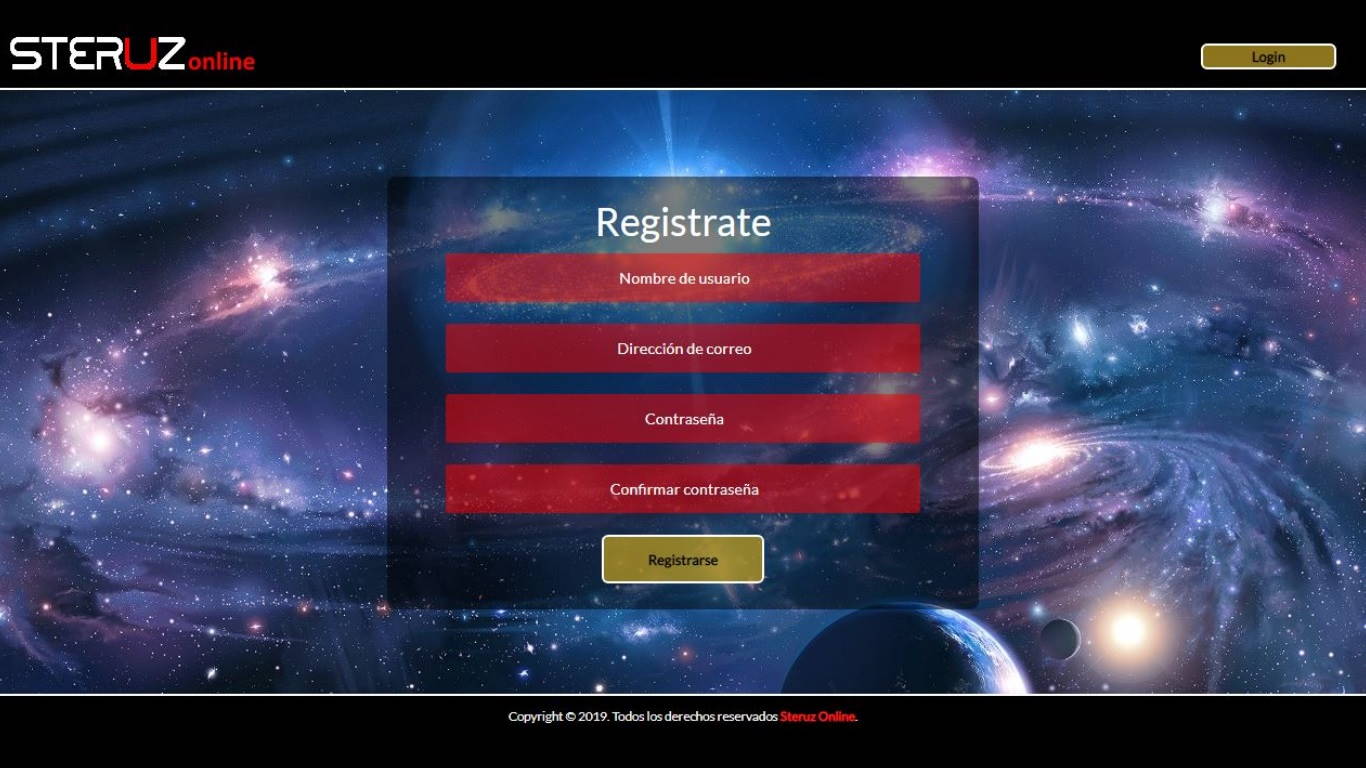 STERUZ online
Login
Registrate
Nombre de usuario
Dirección de correo
Contraseña
Confirmar contraseña
Registrarse
Copyright © 2019. Todos los derechos reservados Steruz Online.